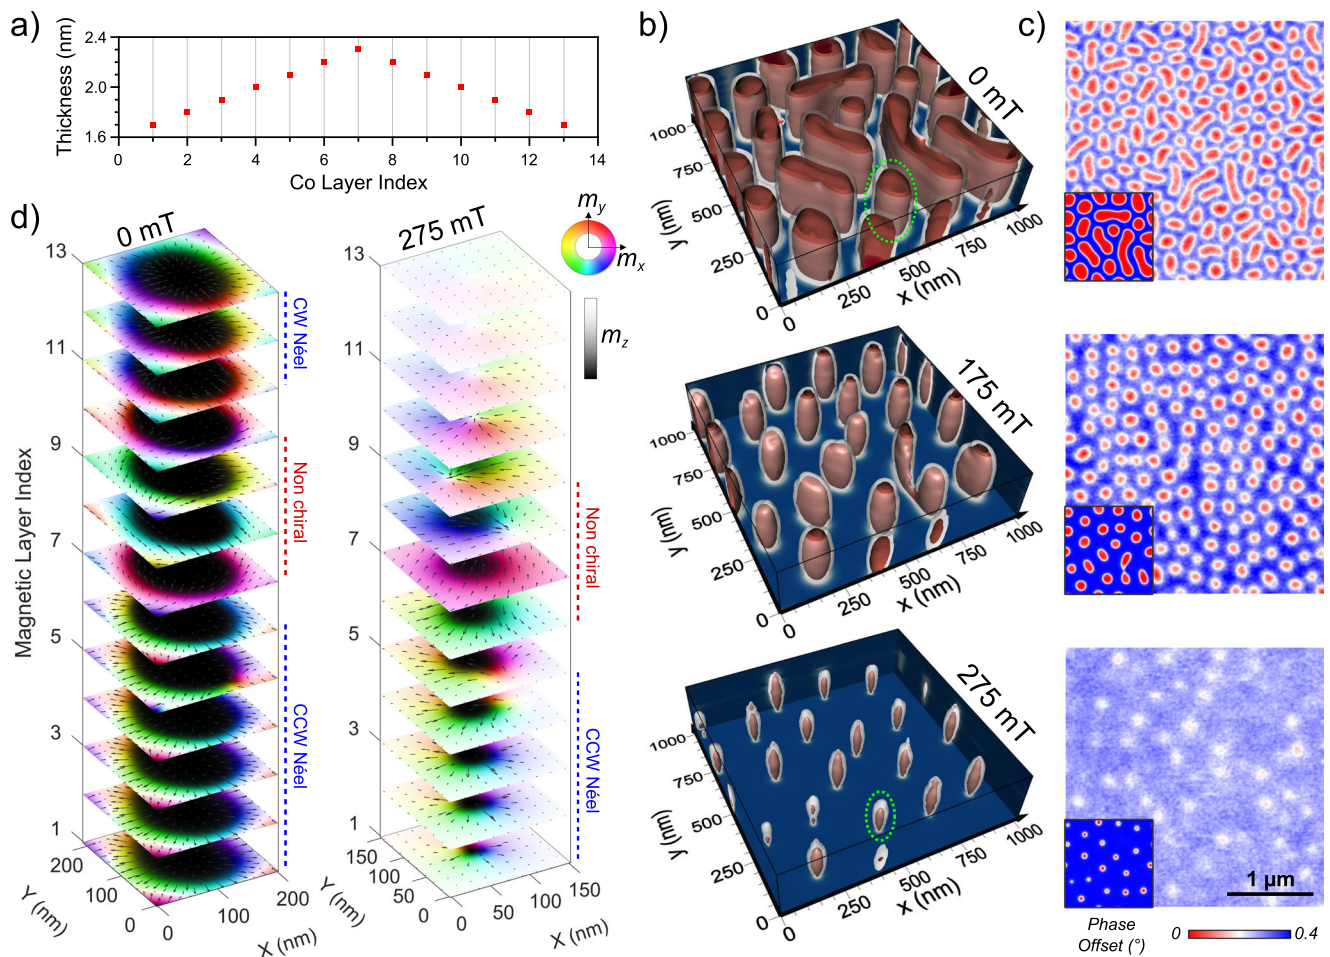 a)
Thickness (nm)
2.4
2.0
1.6
0 2 4 6 8 10 12 14
Co Layer Index
b)
0 mT
1000
750
500
250
0
y (nm)
0
250
500
750
1000
x (nm)
175 mT
1000
750
500
250
0
y (nm)
0
250
500
750
1000
x (nm)
275 mT
1000
750
500
250
0
y (nm)
0
250
500
750
1000
x (nm)
c)
1 µm
Phase
Offset (°)
0
0.4
d)
0 mT
Magnetic Layer Index
13
11
9
7
5
3
1
CW Néel
Non chiral
CCW Néel
200
100
0
Y (nm)
0
100
200
X (nm)
275 mT
13
11
9
7
5
3
1
Non chiral
CCW Néel
150
100
50
0
Y (nm)
0
50
100
150
X (nm)
my
mx
mz